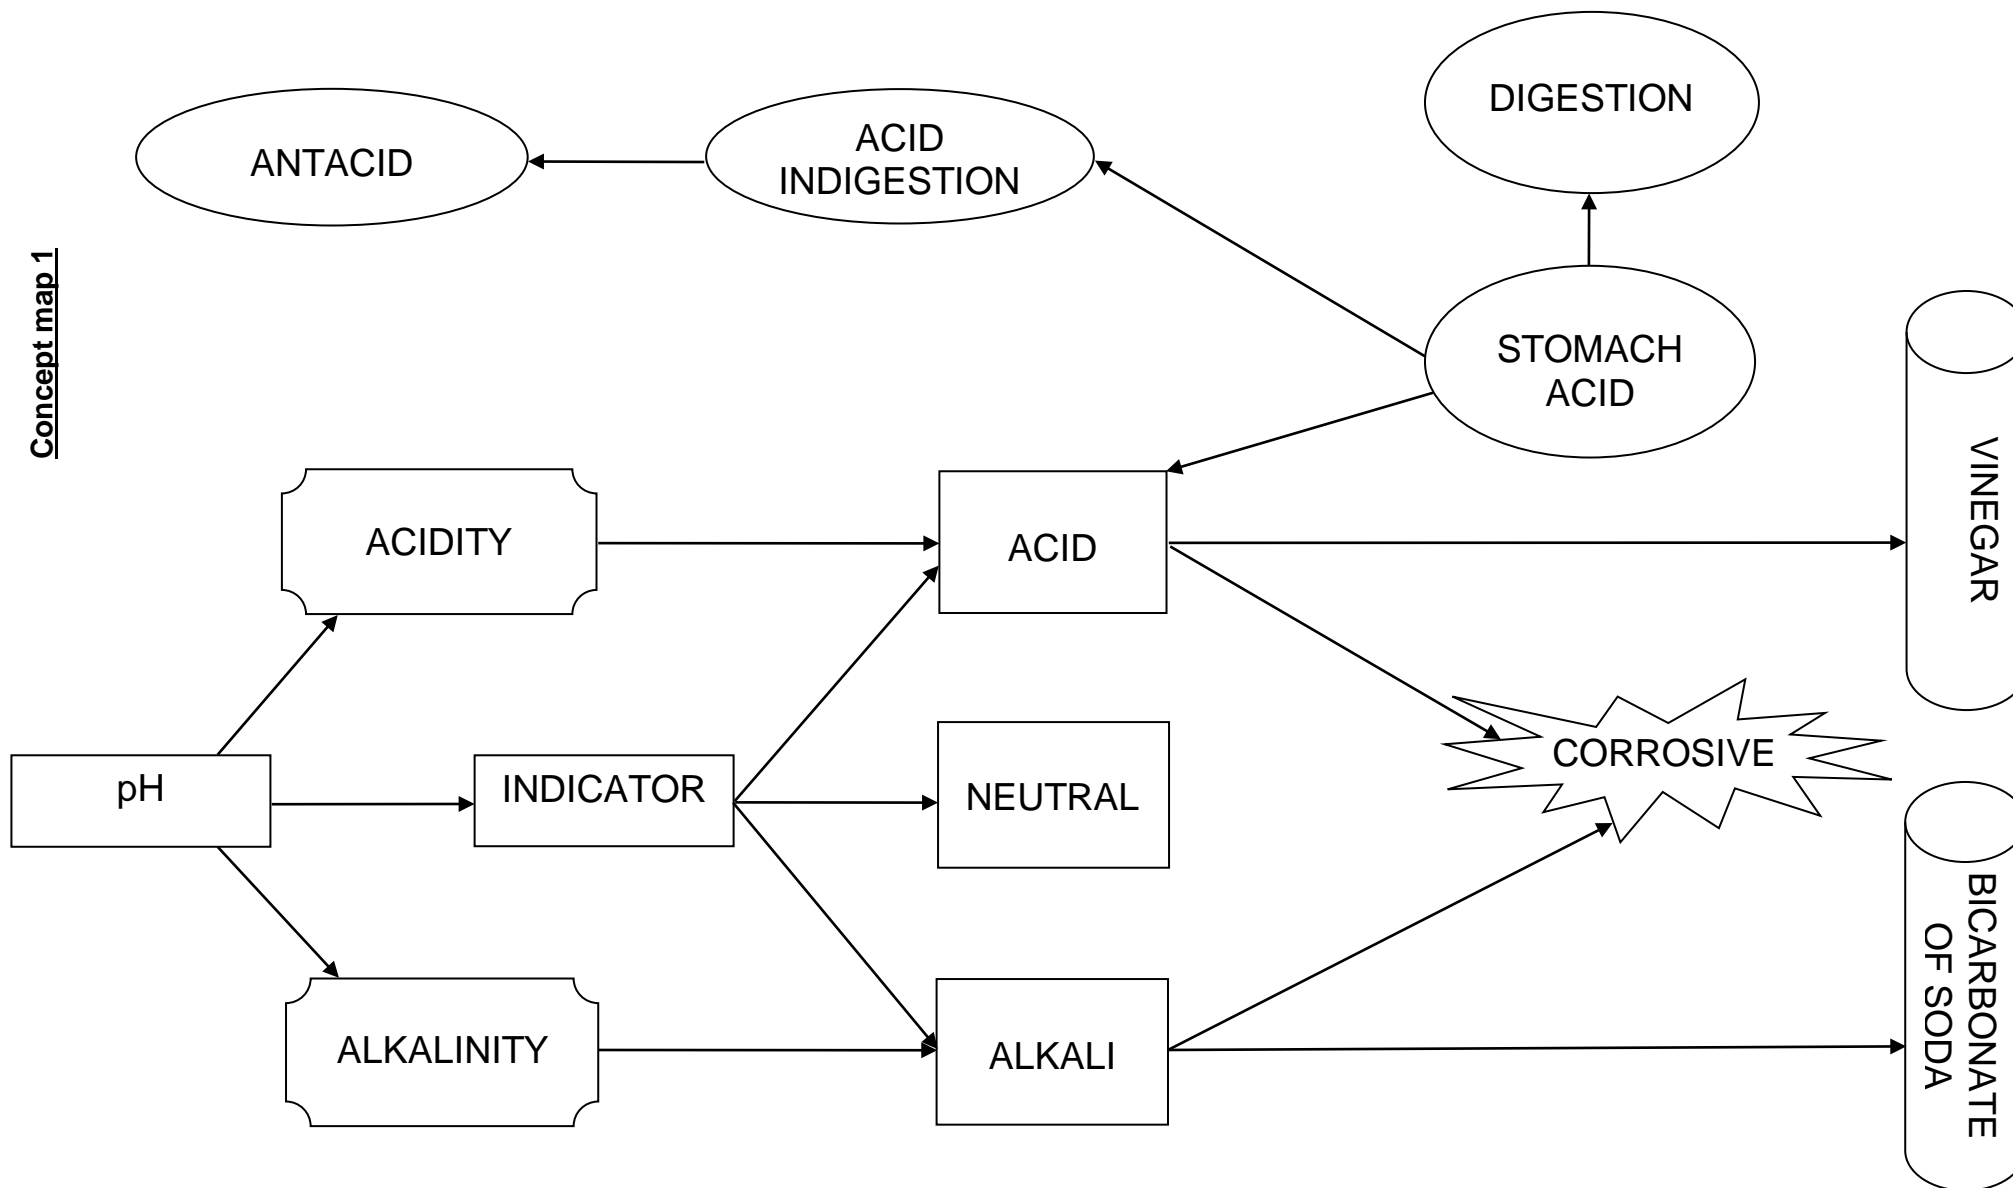 Concept map 1
DIGESTION
ANTACID
ACID
INDIGESTION
STOMACH
ACID
VINEGAR
ACIDITY
ACID
pH
INDICATOR
NEUTRAL
CORROSIVE
ALKALINITY
ALKALI
BICARBONATE
OF SODA